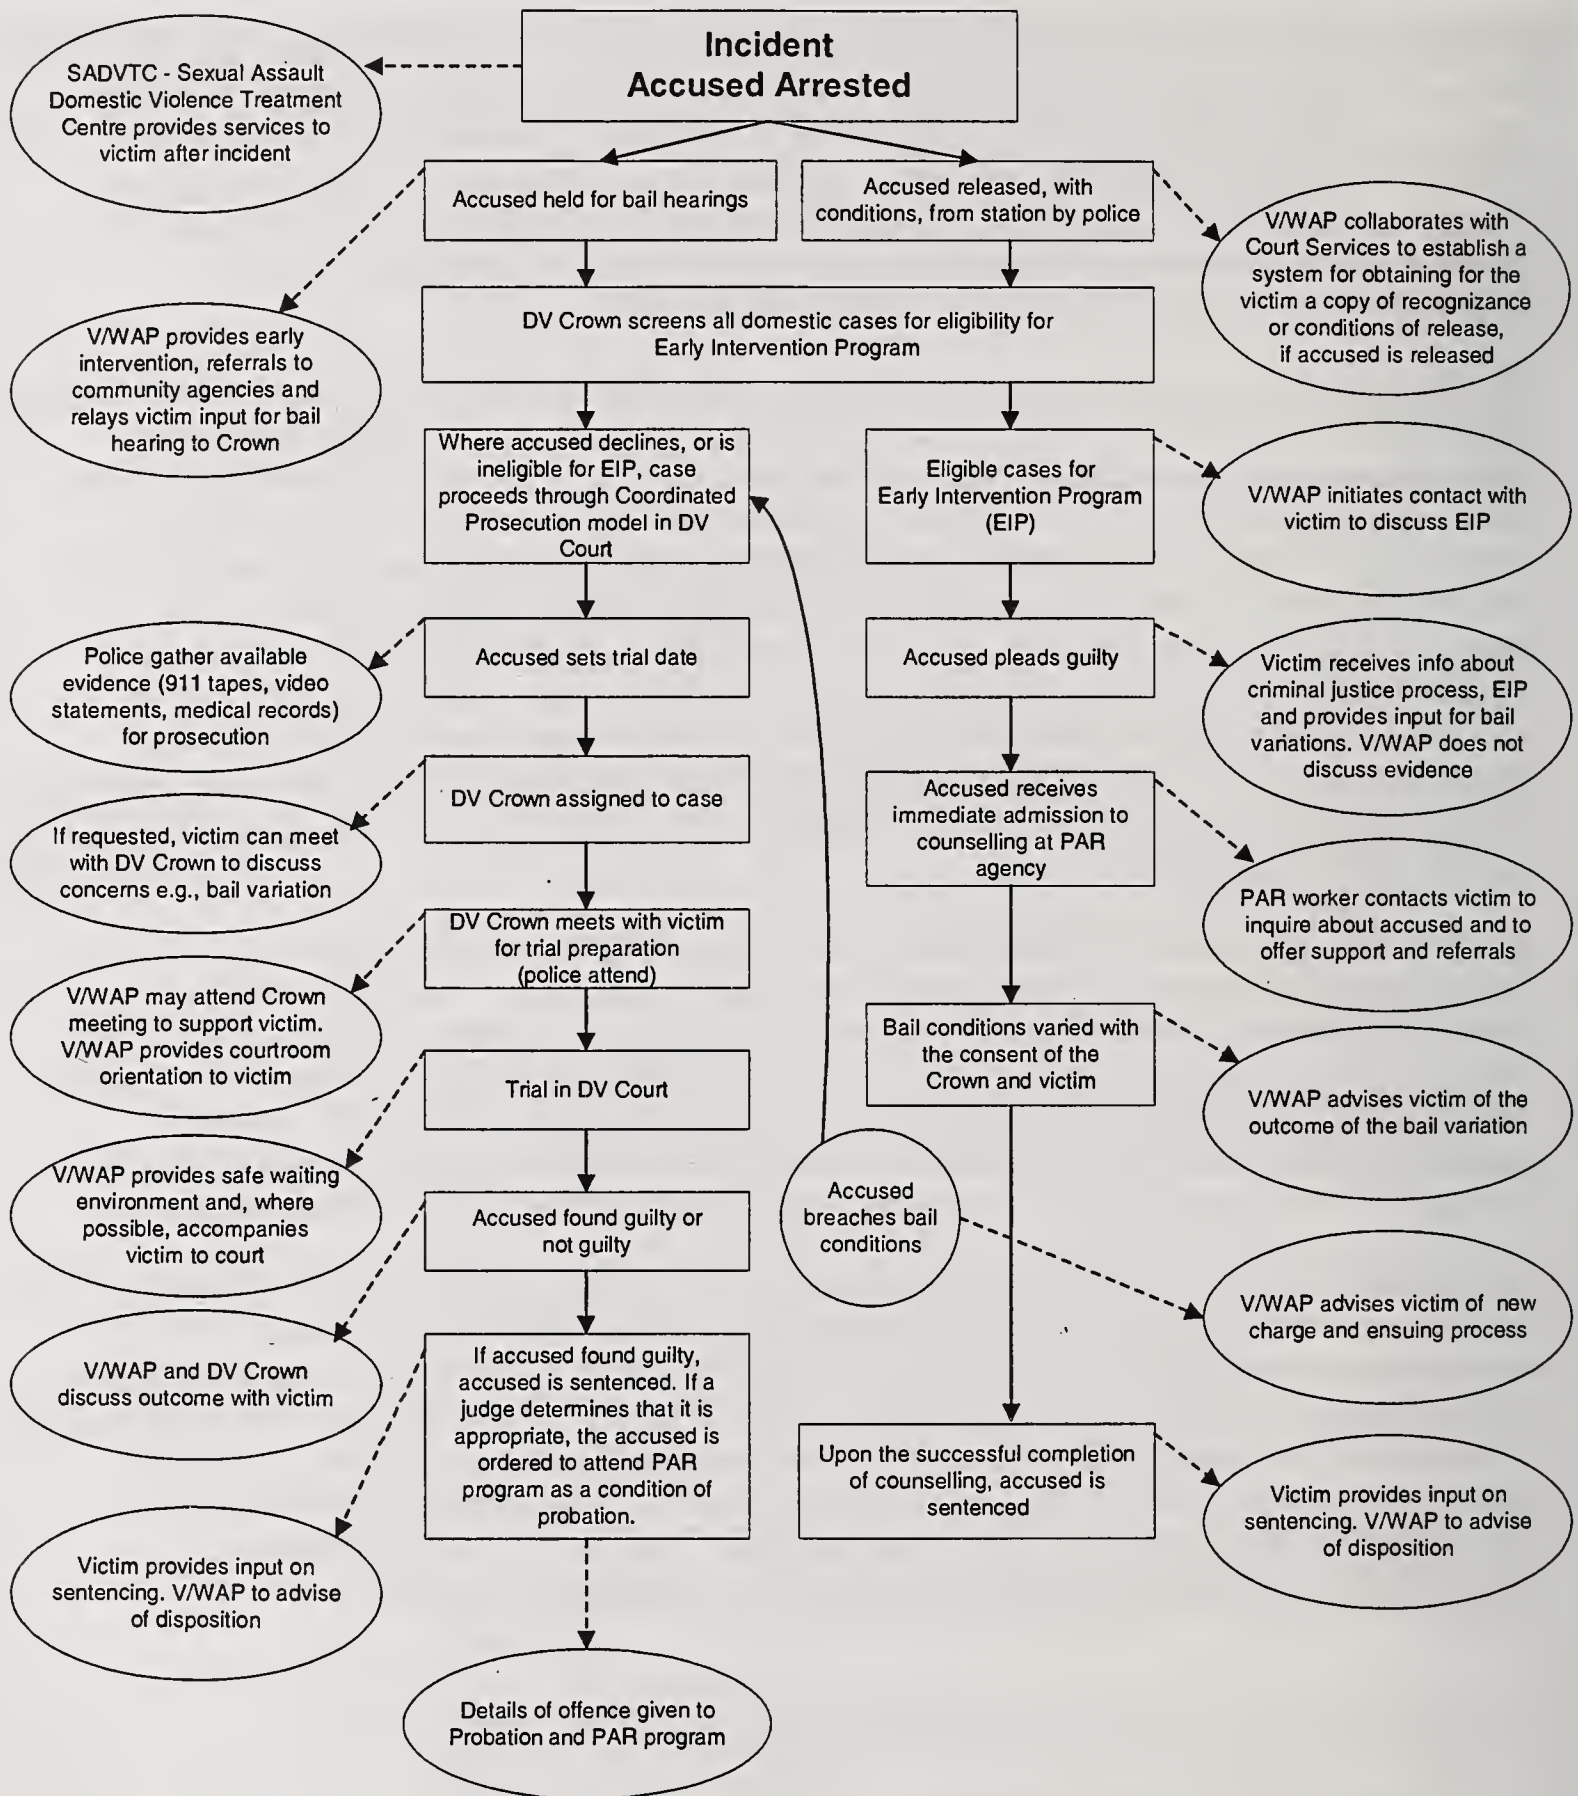 Incident
Accused Arrested
SADVTC - Sexual Assault
Domestic Violence Treatment
Centre provides services to
victim after incident
Accused held for bail hearings
Accused released, with
conditions, from station by police
V/WAP collaborates with
Court Services to establish a
system for obtaining for the
victim a copy of recognizance
or conditions of release,
if accused is released
V/WAP provides early
intervention, referrals to
community agencies and
relays victim input for bail
hearing to Crown
DV Crown screens all domestic cases for eligibility for
Early Intervention Program
Where accused declines, or is
ineligible for EIP, case
proceeds through Coordinated
Prosecution model in DV
Court
Eligible cases for
Early Intervention Program
(EIP)
V/WAP initiates contact with
victim to discuss EIP
Police gather available
evidence (911 tapes, video
statements, medical records)
for prosecution
Accused sets trial date
Accused pleads guilty
Victim receives info about
criminal justice process, EIP
and provides input for bail
variations. V/WAP does not
discuss evidence
If requested, victim can meet
with DV Crown to discuss
concerns e.g., bail variation
DV Crown assigned to case
Accused receives
immediate admission to
counselling at PAR
agency
PAR worker contacts victim to
inquire about accused and to
offer support and referrals
DV Crown meets with victim
for trial preparation
(police attend)
V/WAP may attend Crown
meeting to support victim.
V/WAP provides courtroom
orientation to victim
Bail conditions varied with
the consent of the
Crown and victim
V/WAP advises victim of the
outcome of the bail variation
Trial in DV Court
V/WAP provides safe waiting
environment and, where
possible, accompanies
victim to court
Accused found guilty or
not guilty
Accused
breaches bail
conditions
V/WAP advises victim of new
charge and ensuing process
V/WAP and DV Crown
discuss outcome with victim
If accused found guilty,
accused is sentenced. If a
judge determines that it is
appropriate, the accused is
ordered to attend PAR
program as a condition of
probation.
Upon the successful completion
of counselling, accused is
sentenced
Victim provides input on
sentencing. V/WAP to advise
of disposition
Victim provides input on
sentencing. V/WAP to advise
of disposition
Details of offence given to
Probation and PAR program